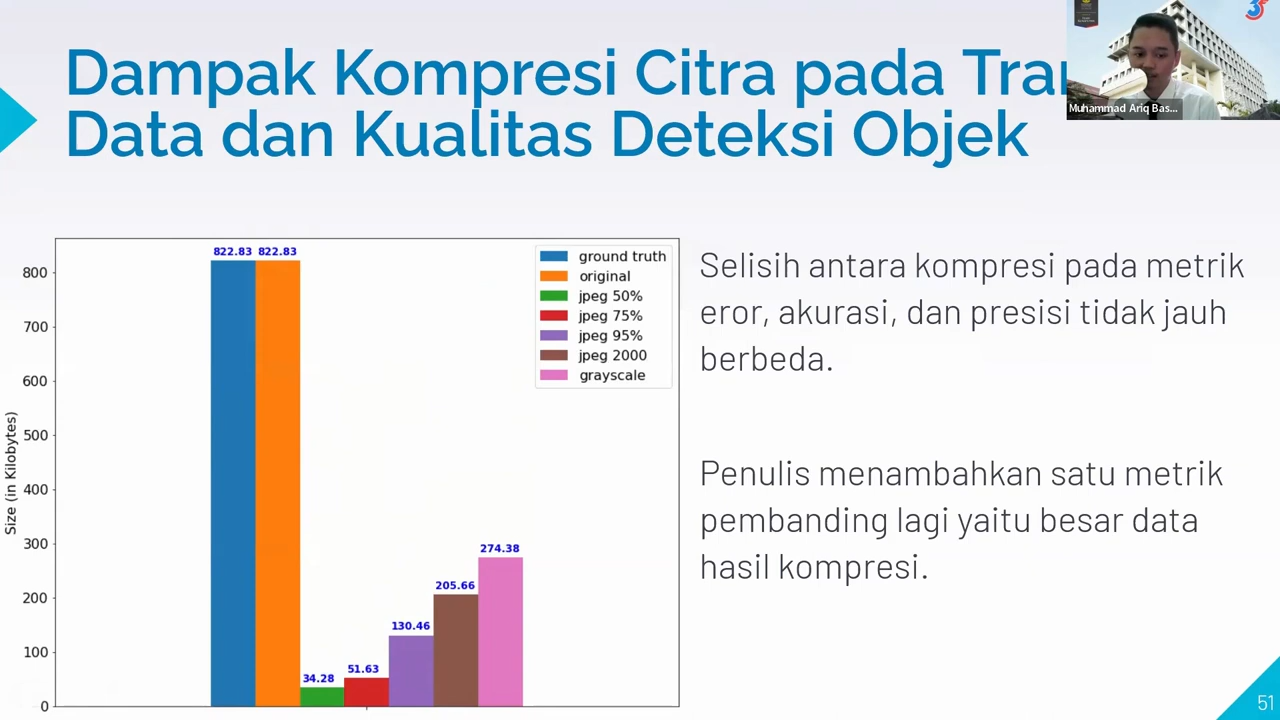 Dampak Kompresi Citra pada
Data dan Kualitas Deteksi Objek
Muhammad Ariq Bas...
822.83 822.83
ground truth
original
jpeg 50%
jpeg 75%
jpeg 95%
jpeg 2000
grayscale
800
700
600
500
400
300
200
100
0
Size (in Kilobytes)
34.28
51.63
130.46
205.66
274.38
Selisih antara kompresi pada metrik
eror, akurasi, dan presisi tidak jauh
berbeda.
Penulis menambahkan satu metrik
pembanding lagi yaitu besar data
hasil kompresi.
51